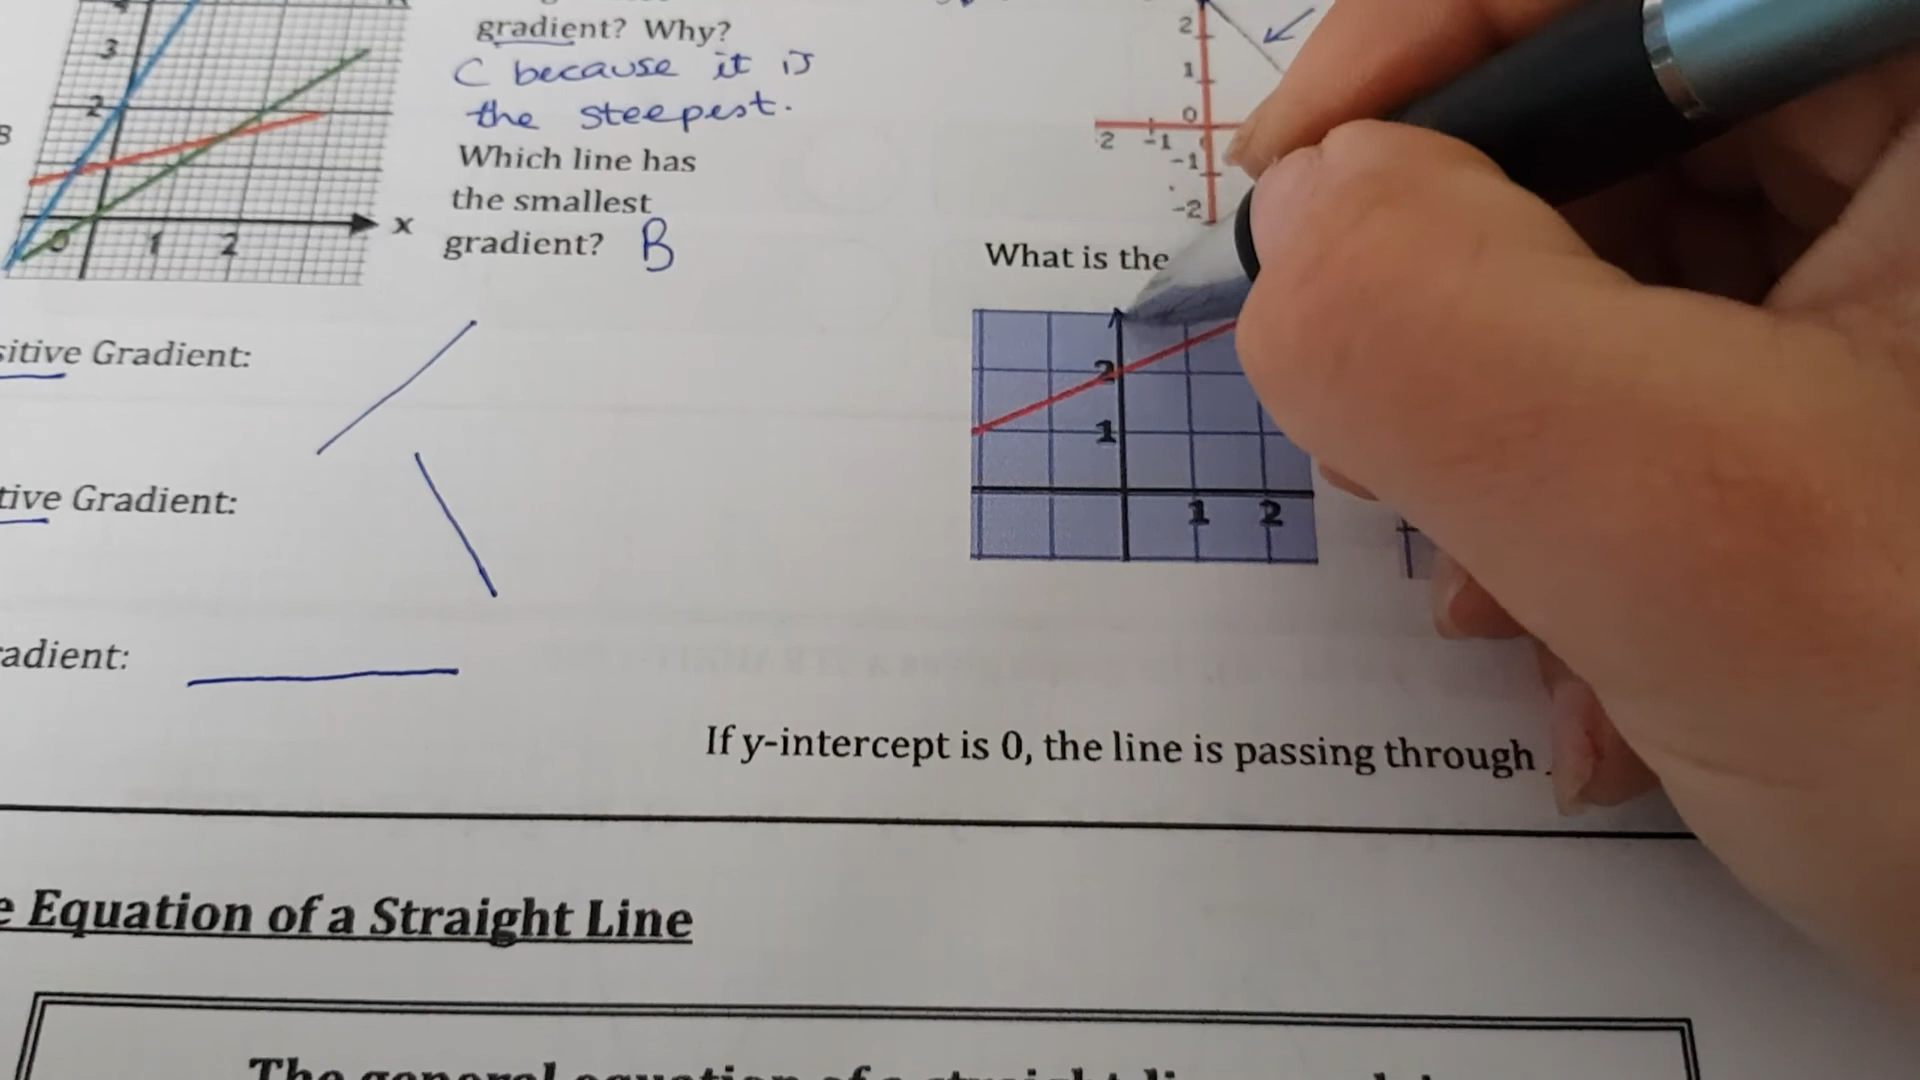 3
2
B
0
1
2
x
gradient? Why?
C because it is
the steepest.
Which line has
the smallest
gradient? B
sitive Gradient:
tive Gradient:
radient:
2
1
0
-1
-2
2
-1
What is the
2
1
1
2
If y-intercept is 0, the line is passing through
e Equation of a Straight Line